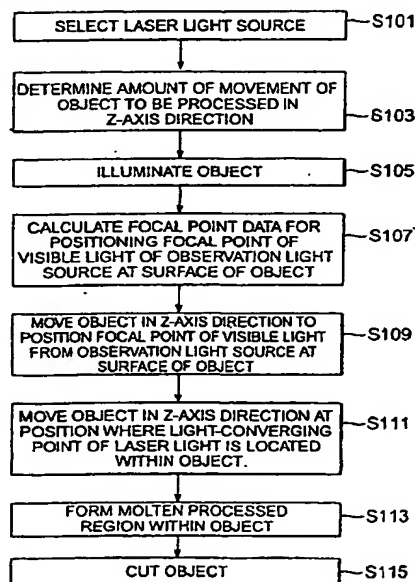 SELECT LASER LIGHT SOURCE
S101
DETERMINE AMOUNT OF MOVEMENT OF
OBJECT TO BE PROCESSED IN
Z-AXIS DIRECTION
S103
ILLUMINATE OBJECT
S105
CALCULATE FOCAL POINT DATA FOR
POSITIONING FOCAL POINT OF
VISIBLE LIGHT OF OBSERVATION LIGHT
SOURCE AT SURFACE OF OBJECT
S107
MOVE OBJECT IN Z-AXIS DIRECTION TO
POSITION FOCAL POINT OF VISIBLE LIGHT
FROM OBSERVATION LIGHT SOURCE AT
SURFACE OF OBJECT
S109
MOVE OBJECT IN Z-AXIS DIRECTION AT
POSITION WHERE LIGHT-CONVERGING
POINT OF LASER LIGHT IS LOCATED
WITHIN OBJECT.
S111
FORM MOLTEN PROCESSED
REGION WITHIN OBJECT
S113
CUT OBJECT
S115